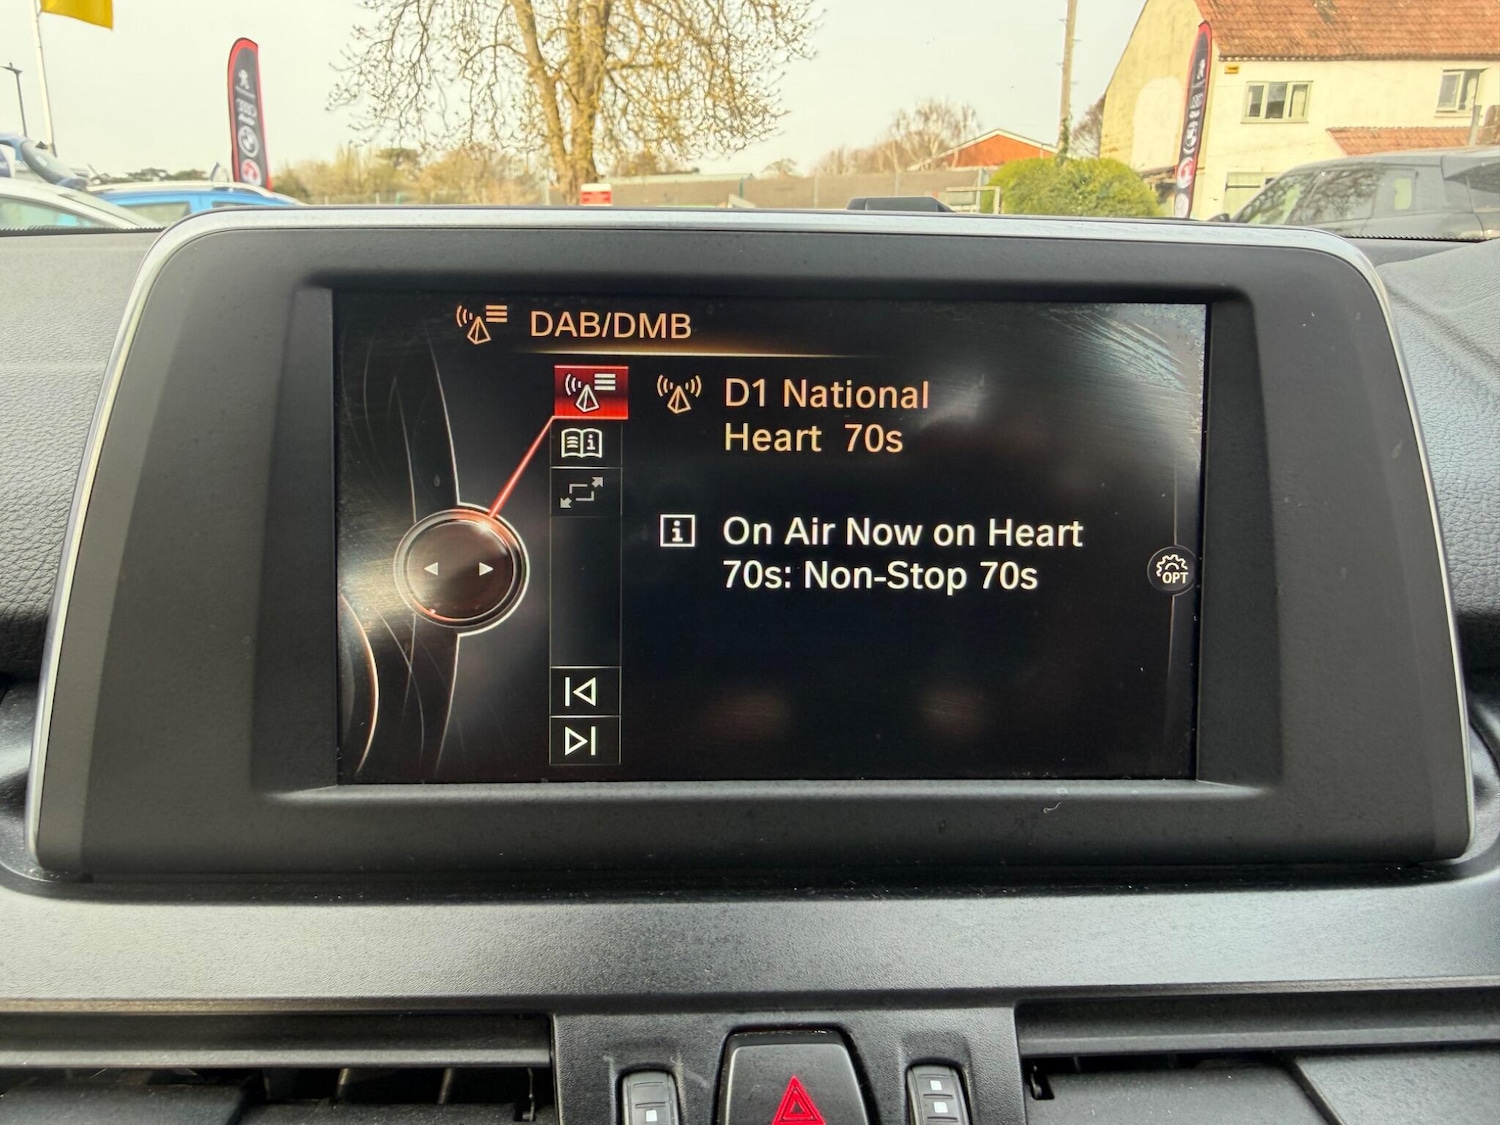 DAB/DMB
D1 National
Heart 70s
On Air Now on Heart
70s: Non-Stop 70s
OPT